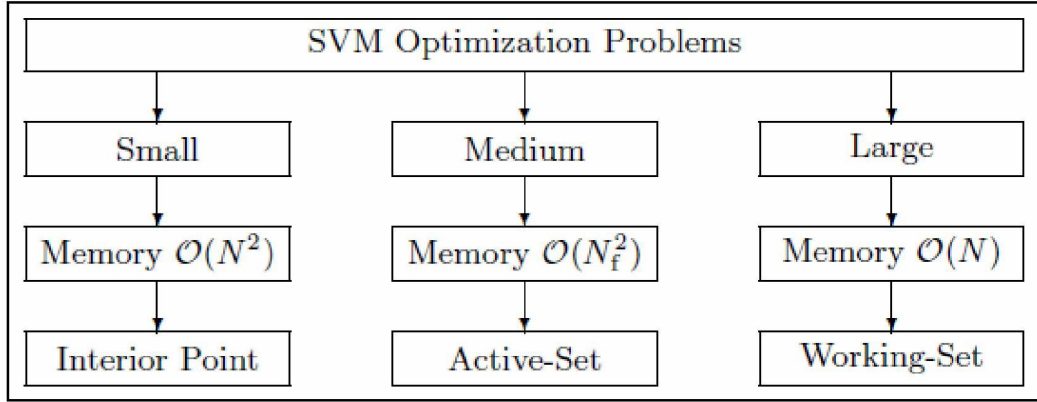 SVM Optimization Problems
Small Medium Large
Memory 𝒪(N²) Memory 𝒪(N_f²) Memory 𝒪(N)
Interior Point Active-Set Working-Set